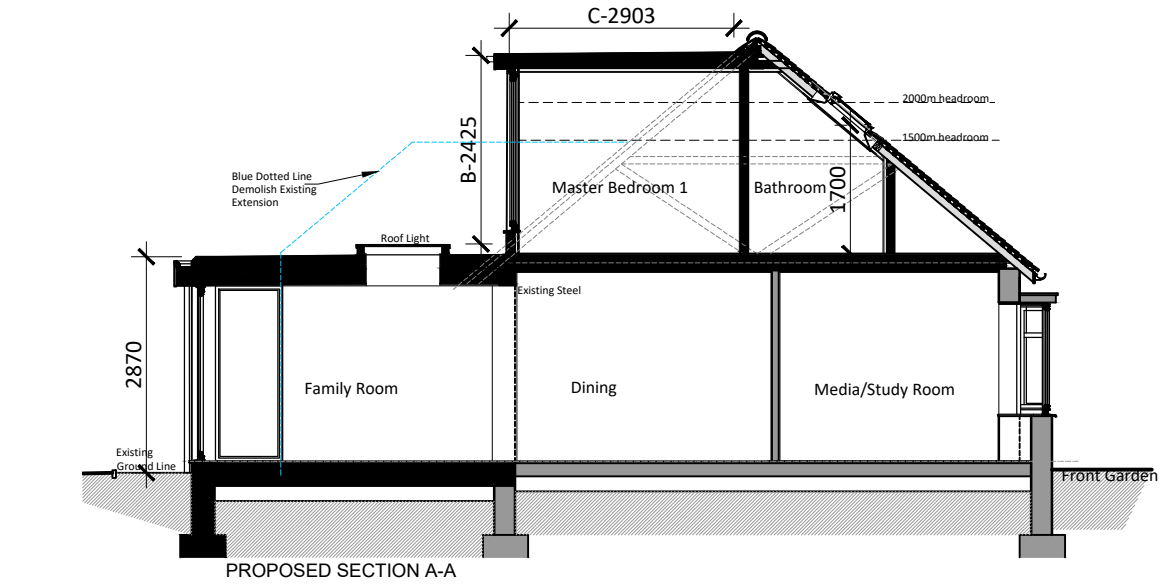 C-2903
2000m headroom
B-2425
1500m headroom
Blue Dotted Line
Demolish Existing
Extension
Master Bedroom 1
Bathroom
1700
Roof Light
Existing Steel
2870
Family Room
Dining
Media/Study Room
Existing
Ground Line
Front Garden
PROPOSED SECTION A-A